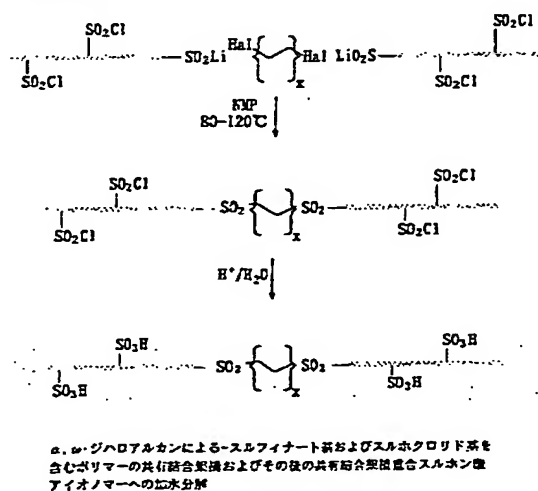 SO₂Cl SO₂Cl
SO₂Li Hal Hal LiO₂S
SO₂Cl x SO₂Cl
NMP
80-120℃
SO₂Cl SO₂Cl
SO₂ SO₂
SO₂Cl x SO₂Cl
H⁺/H₂O
SO₃H SO₃H
SO₂ SO₂
SO₃H x SO₃H
α, ω-ジハロアルカンによる-スルフィナート基およびスルホクロリド基を
含むポリマーの共有結合架橋およびその後の共有結合架橋重合スルホン酸
アイオノマーへの加水分解